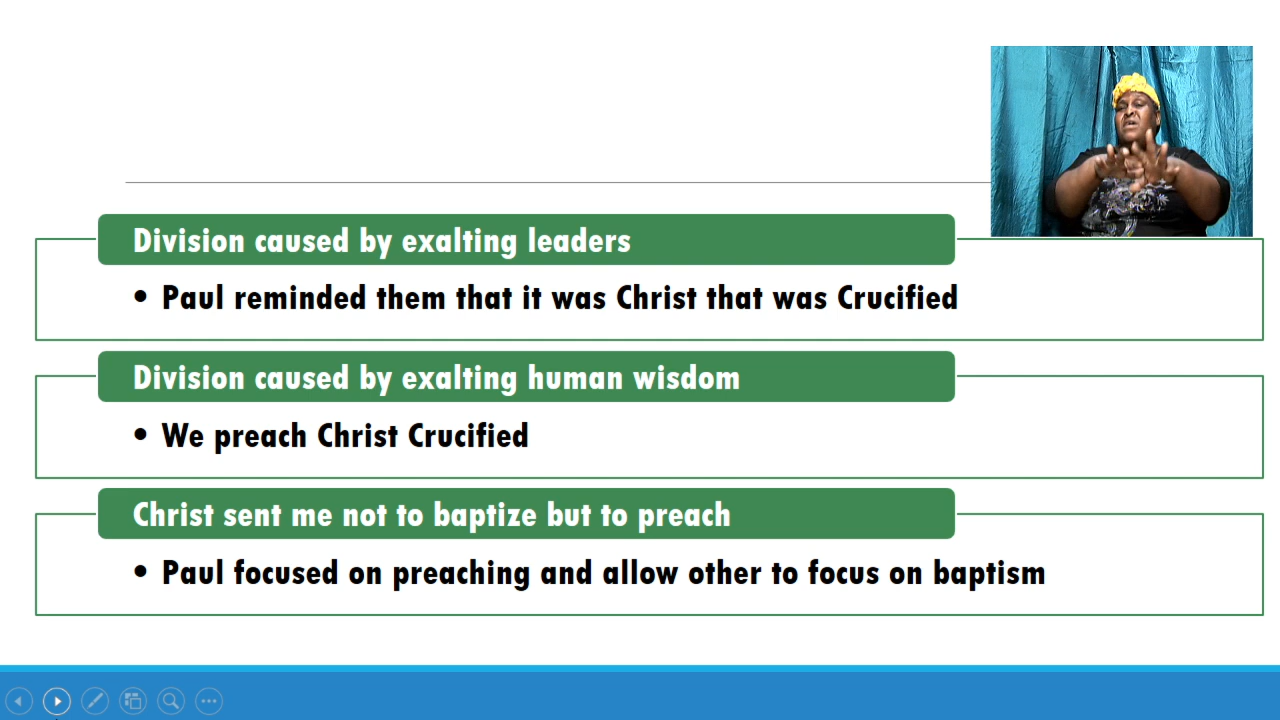 Division caused by exalting leaders
• Paul reminded them that it was Christ that was Crucified
Division caused by exalting human wisdom
• We preach Christ Crucified
Christ sent me not to baptize but to preach
• Paul focused on preaching and allow other to focus on baptism